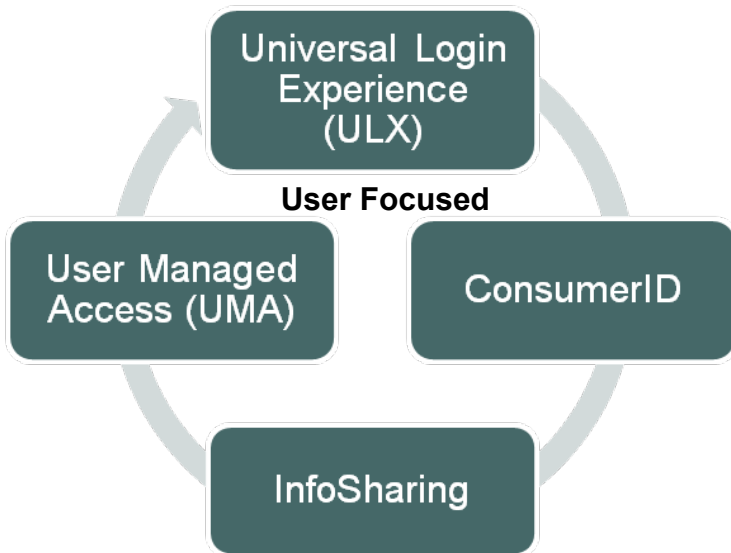 Universal Login
Experience
(ULX)
User Focused
User Managed
Access (UMA)
ConsumerID
InfoSharing